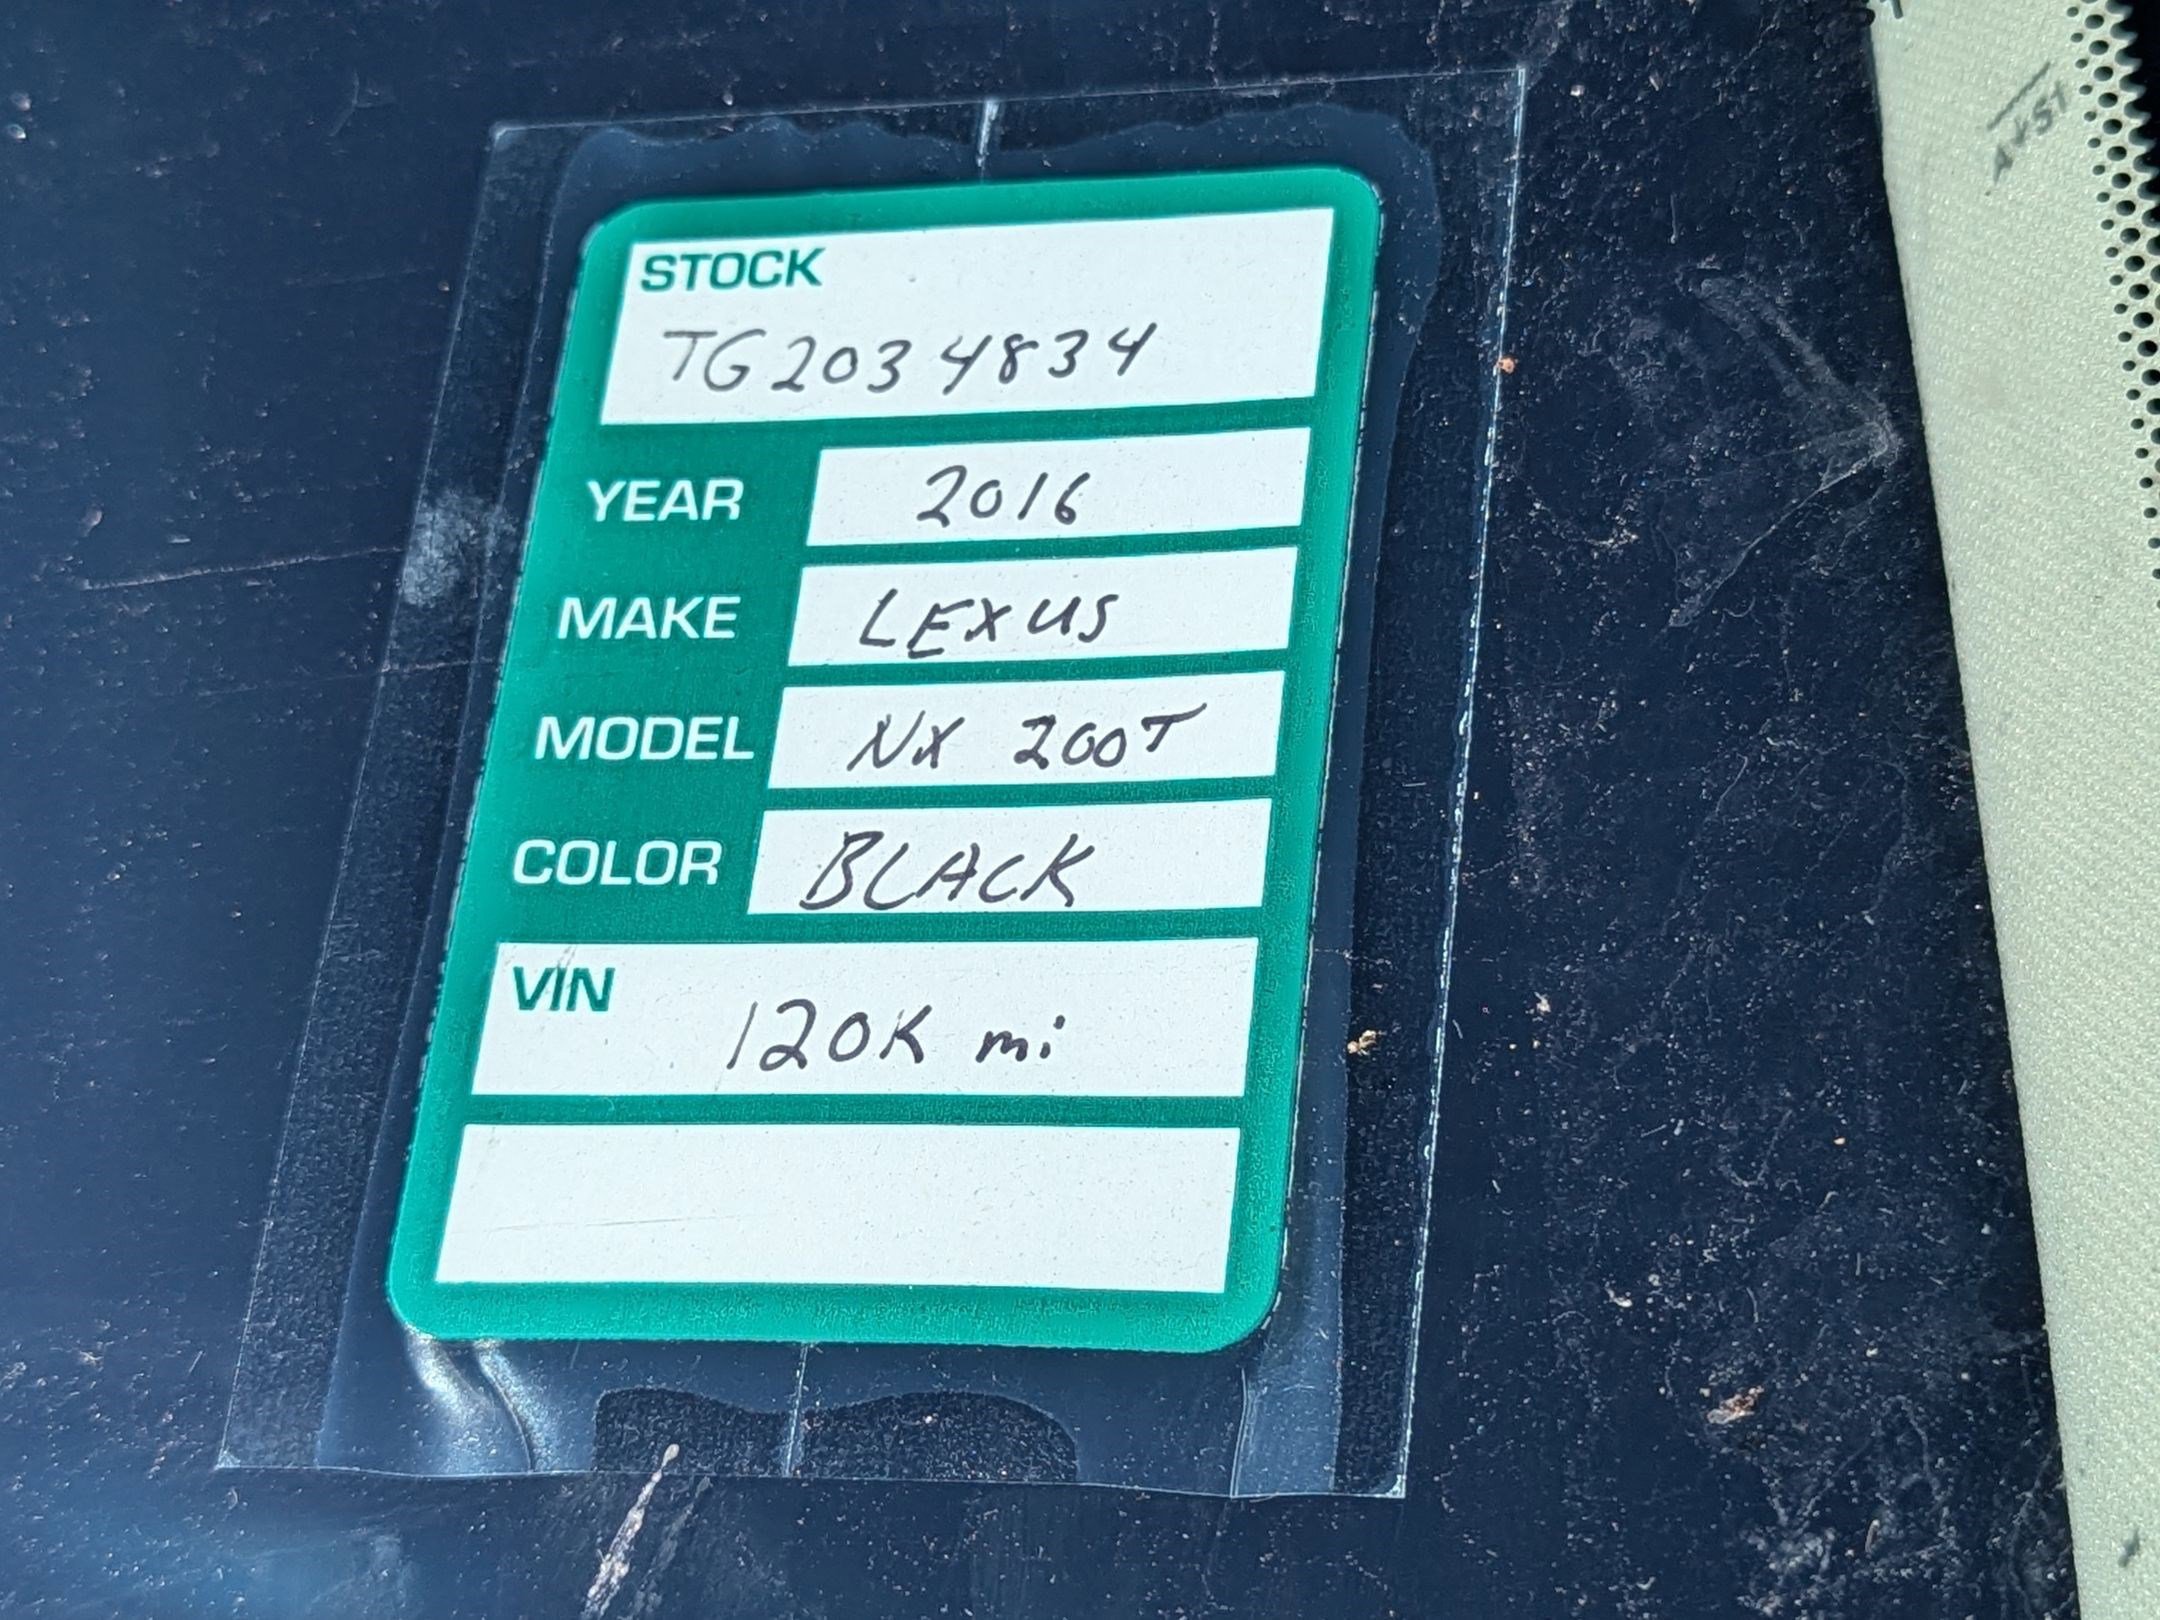 STOCK
TG2034834
YEAR 2016
MAKE LEXUS
MODEL NX 200T
COLOR BLACK
VIN
120K mi